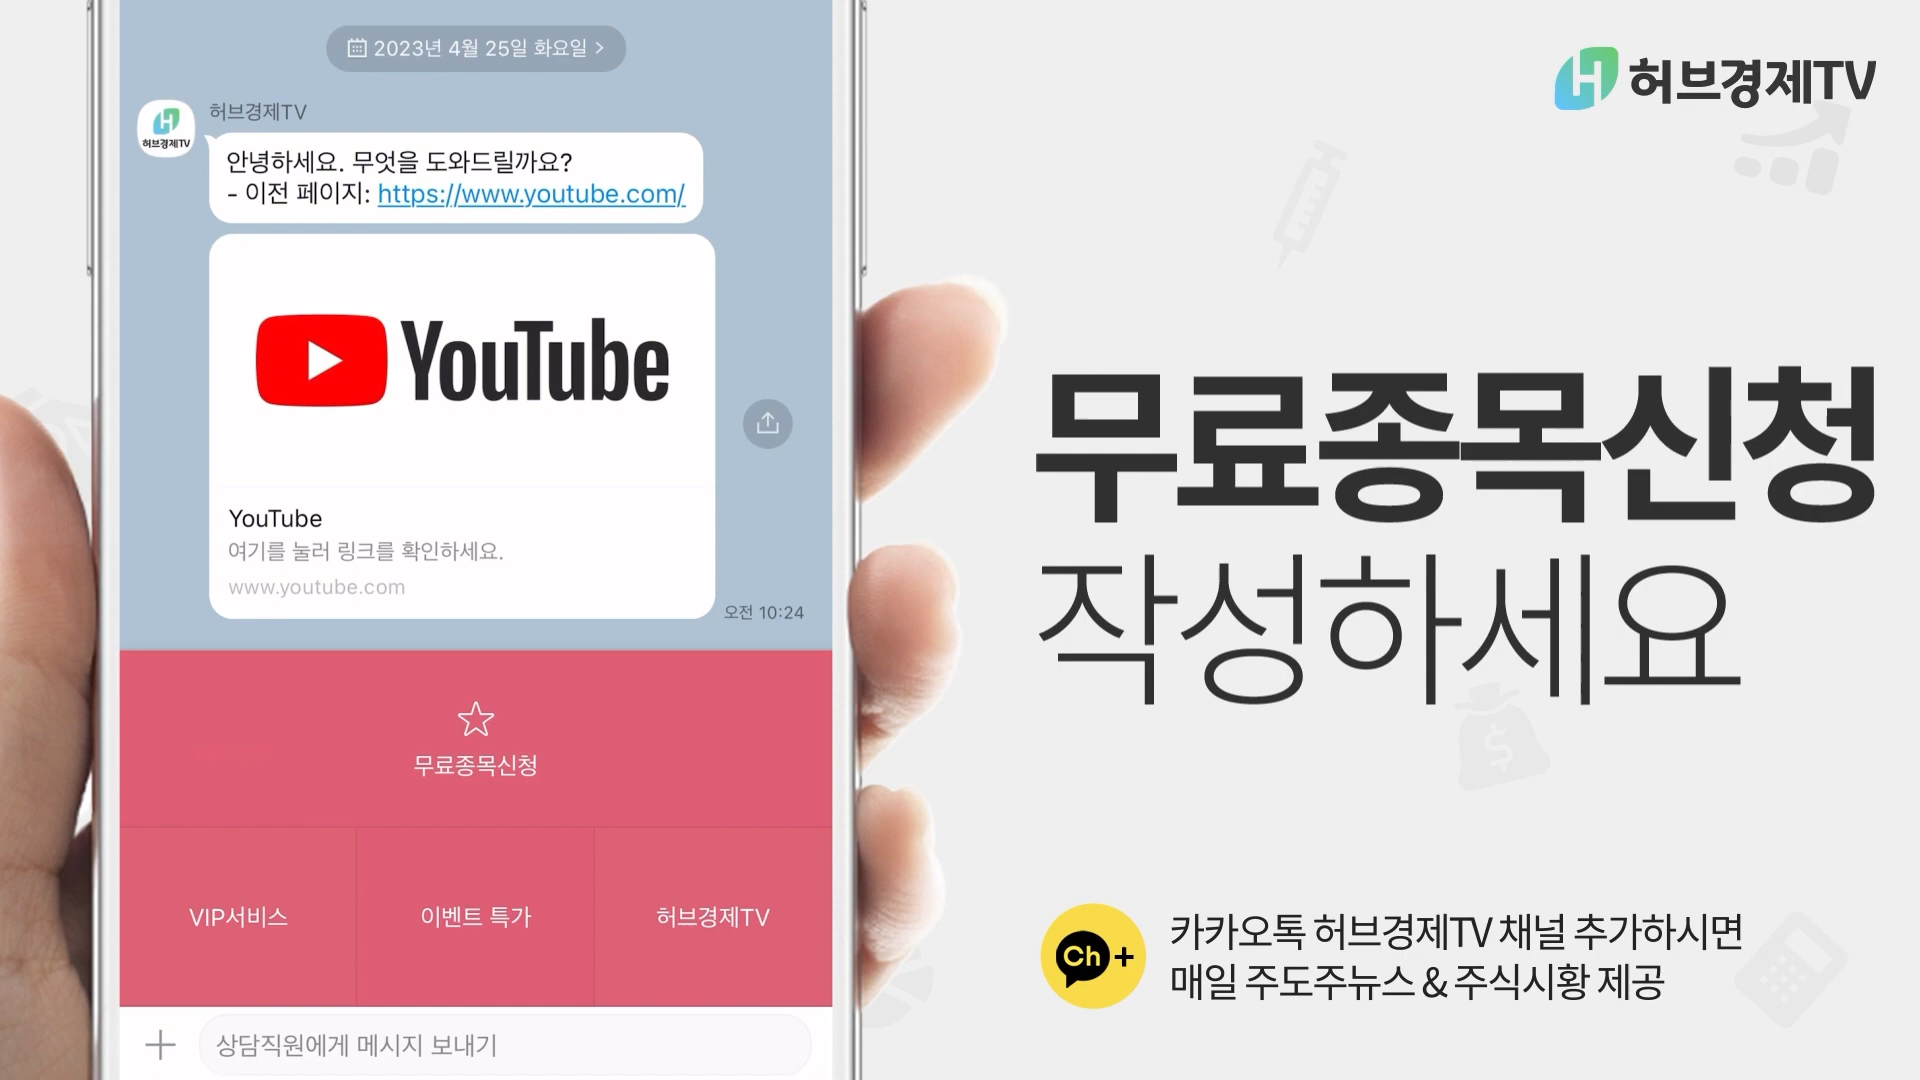 2023년 4월 25일 화요일 >
허브경제TV
허브경제TV
안녕하세요. 무엇을 도와드릴까요?
- 이전 페이지: https://www.youtube.com/
YouTube
YouTube
여기를 눌러 링크를 확인하세요.
www.youtube.com
오전 10:24
무료종목신청
VIP서비스
이벤트 특가
허브경제TV
상담직원에게 메시지 보내기
허브경제TV
무료종목신청
작성하세요
Ch+
카카오톡 허브경제TV 채널 추가하시면
매일 주도주뉴스 & 주식시황 제공